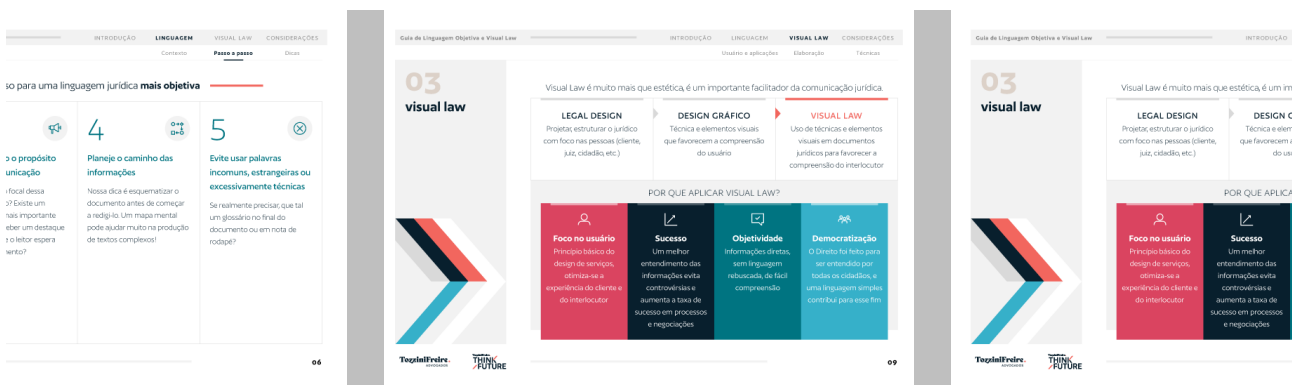 INTRODUÇÃO LINGUAGEM VISUAL LAW CONSIDERAÇÕES
Contexto Passo a passo Dicas
so para uma linguagem jurídica mais objetiva
o o propósito
unicação
focal dessa
o? Existe um
mais importante
eber um destaque
e o leitor espera
mento?
4
Planeje o caminho das
informações
Nossa dica é esquematizar o
documento antes de começar
a redigi-lo. Um mapa mental
pode ajudar muito na produção
de textos complexos!
5
Evite usar palavras
incomuns, estrangeiras ou
excessivamente técnicas
Se realmente precisar, que tal
um glossário no final do
documento ou em nota de
rodapé?
06
Guia de Linguagem Objetiva e Visual Law
INTRODUÇÃO LINGUAGEM VISUAL LAW CONSIDERAÇÕES
Usuário e aplicações Elaboração Técnicas
03
visual law
Visual Law é muito mais que estética, é um importante facilitador da comunicação jurídica.
LEGAL DESIGN
Projetar, estruturar o jurídico
com foco nas pessoas (cliente,
juiz, cidadão, etc.)
DESIGN GRÁFICO
Técnica e elementos visuais
que favorecem a compreensão
do usuário
VISUAL LAW
Uso de técnicas e elementos
visuais em documentos
jurídicos para favorecer a
compreensão do interlocutor
POR QUE APLICAR VISUAL LAW?
Foco no usuário
Princípio básico do
design de serviços,
otimiza-se a
experiência do cliente e
do interlocutor
Sucesso
Um melhor
entendimento das
informações evita
controvérsias e
aumenta a taxa de
sucesso em processos
e negociações
Objetividade
Informações diretas,
sem linguagem
rebuscada, de fácil
compreensão
Democratização
O Direito foi feito para
ser entendido por
todas os cidadãos, e
uma linguagem simples
contribui para esse fim
TozziniFreire.
ADVOGADOS
THINK
FUTURE
09
Guia de Linguagem Objetiva e Visual Law
INTRODUÇÃO
03
visual law
Visual Law é muito mais que estética, é um im
LEGAL DESIGN
Projetar, estruturar o jurídico
com foco nas pessoas (cliente,
juiz, cidadão, etc.)
DESIGN G
Técnica e elem
que favorecem a
do us
POR QUE APLICA
Foco no usuário
Princípio básico do
design de serviços,
otimiza-se a
experiência do cliente e
do interlocutor
Sucesso
Um melhor
entendimento das
informações evita
controvérsias e
aumenta a taxa de
sucesso em processos
e negociações
TozziniFreire.
ADVOGADOS
THINK
FUTURE